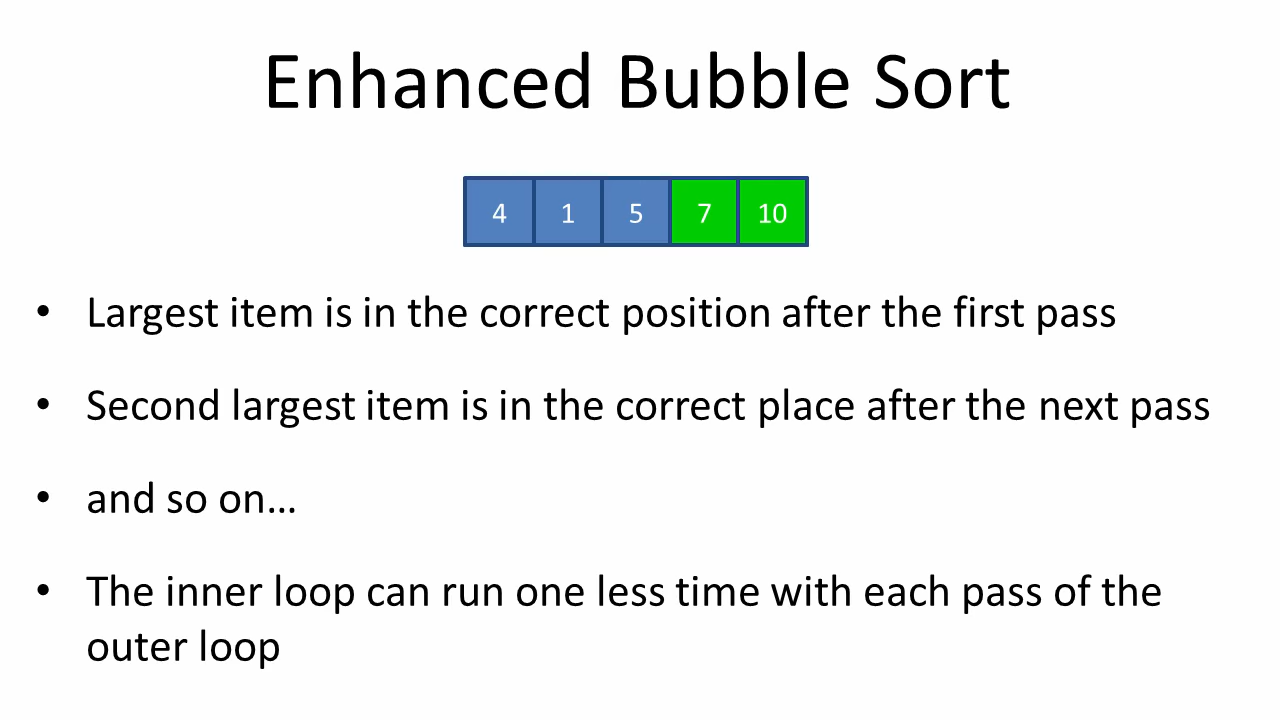 Enhanced Bubble Sort
4 1 5 7 10
• Largest item is in the correct position after the first pass
• Second largest item is in the correct place after the next pass
• and so on…
• The inner loop can run one less time with each pass of the
outer loop